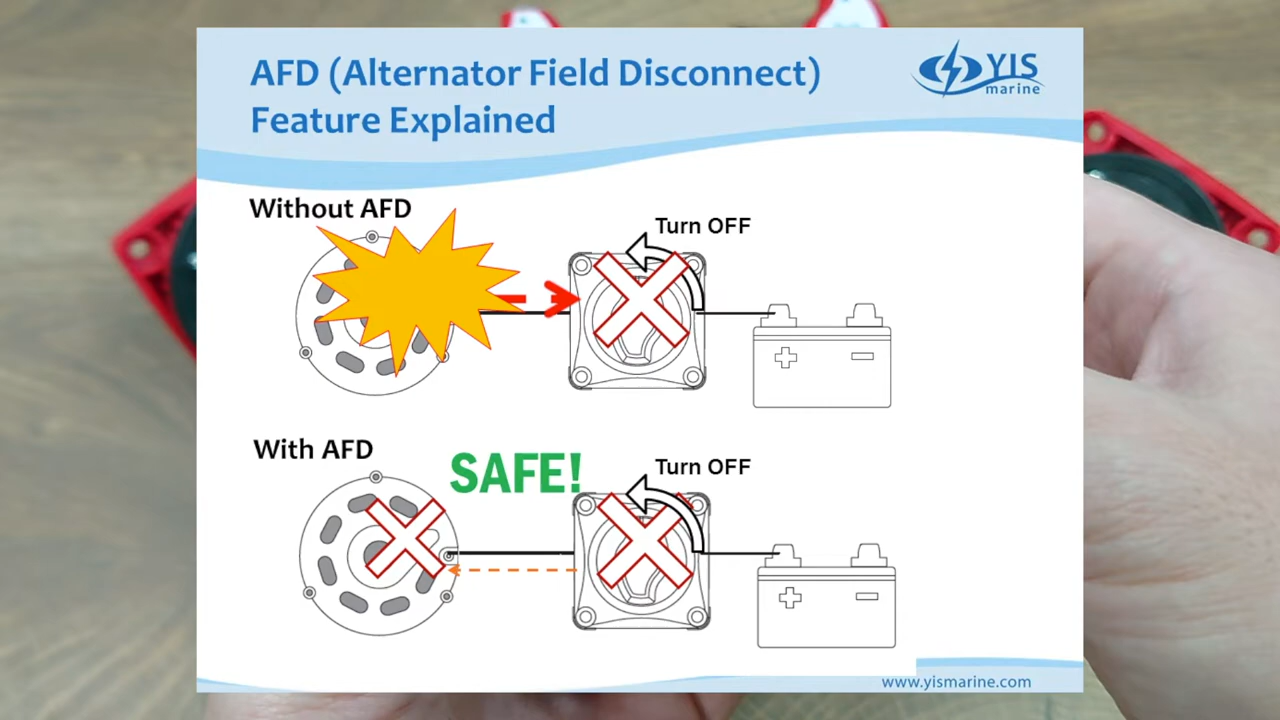 AFD (Alternator Field Disconnect)
Feature Explained
YIS
marine
Without AFD
Turn OFF
With AFD
SAFE!
Turn OFF
www.yismarine.com